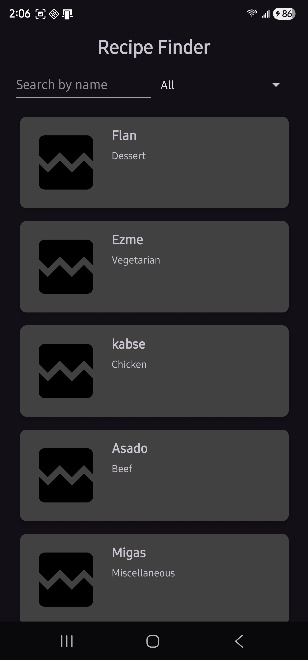 2:06
86
Recipe Finder
Search by name
All
Flan
Dessert
Ezme
Vegetarian
kabse
Chicken
Asado
Beef
Migas
Miscellaneous